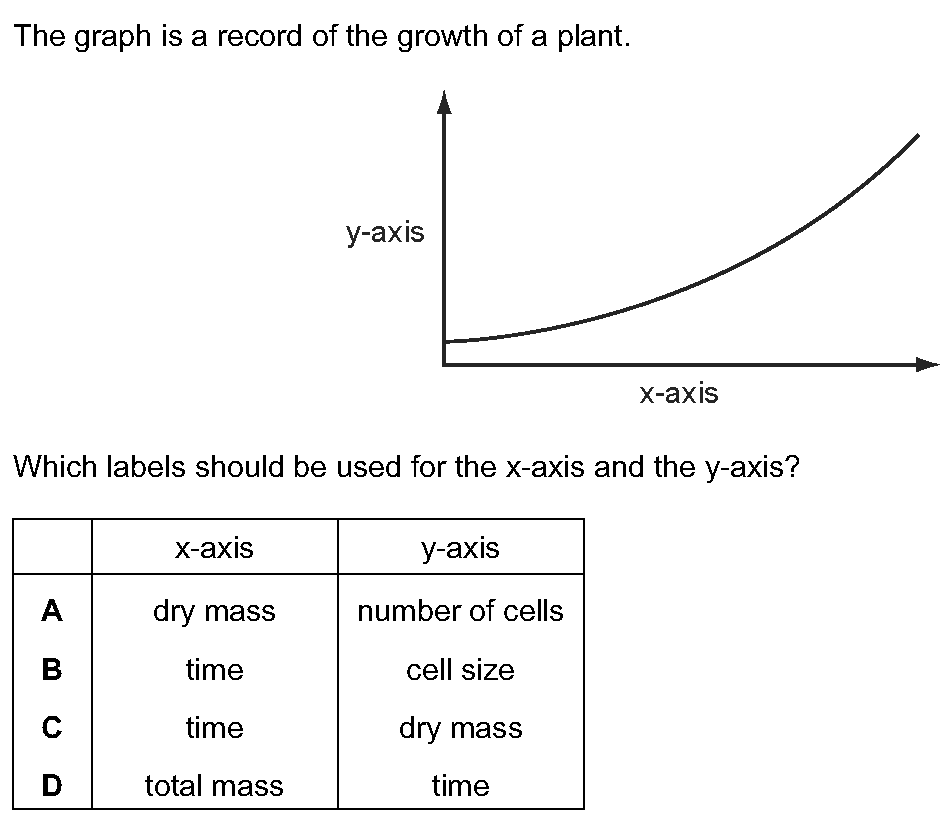 The graph is a record of the growth of a plant.
y-axis
x-axis
Which labels should be used for the x-axis and the y-axis?
x-axis y-axis
A dry mass number of cells
B time cell size
C time dry mass
D total mass time